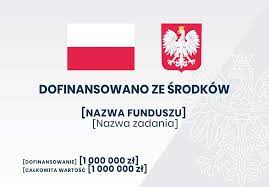 DOFINANSOWANO ZE ŚRODKÓW
[NAZWA FUNDUSZU]
[Nazwa zadania]
[DOFINANSOWANIE] [1 000 000 zł]
[CAŁKOWITA WARTOŚĆ] [1 000 000 zł]